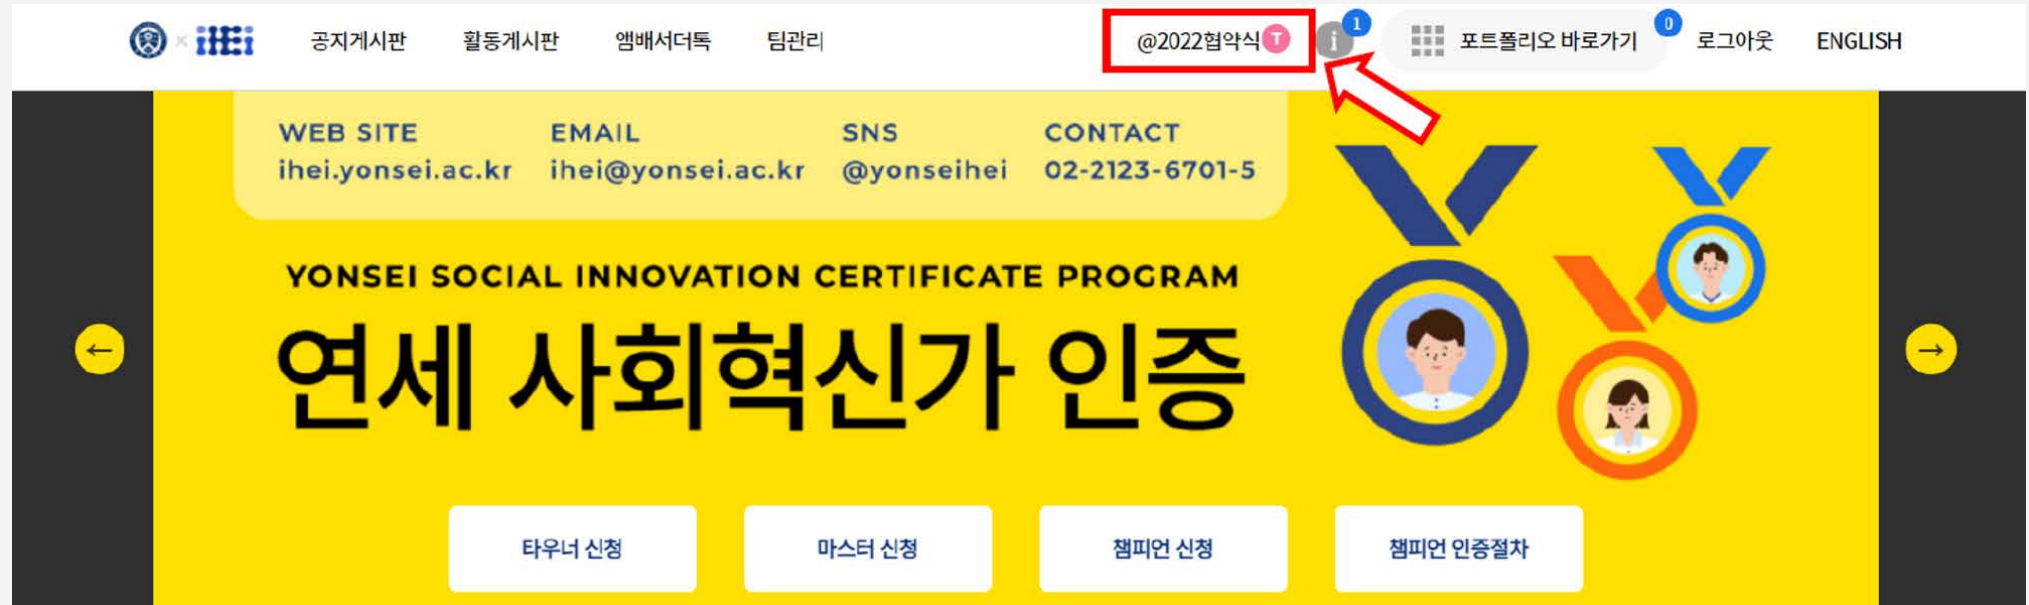 × iHEi 공지게시판 활동게시판 앰배서더톡 팀관리 @2022협약식 T i 1 포트폴리오 바로가기 0 로그아웃 ENGLISH
WEB SITE EMAIL SNS CONTACT
ihei.yonsei.ac.kr ihei@yonsei.ac.kr @yonseihei 02-2123-6701-5
YONSEI SOCIAL INNOVATION CERTIFICATE PROGRAM
연세 사회혁신가 인증
← →
타우너 신청 마스터 신청 챔피언 신청 챔피언 인증절차